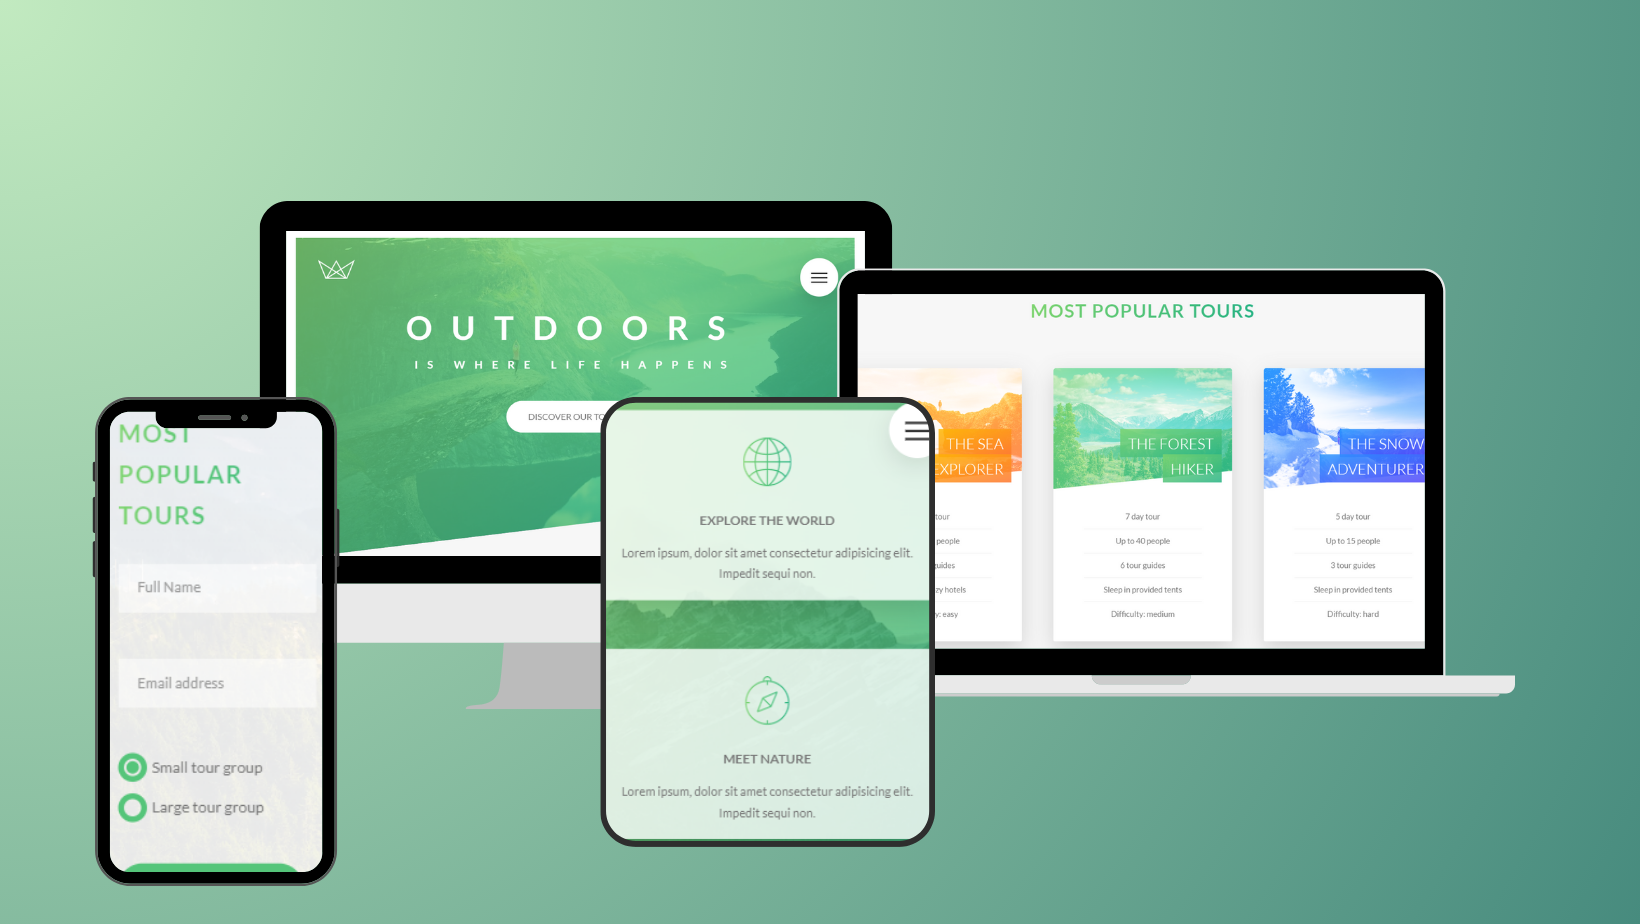 OUTDOORS
IS WHERE LIFE HAPPENS
DISCOVER OUR
MOST
POPULAR
TOURS
Full Name
Email address
Small tour group
Large tour group
EXPLORE THE WORLD
Lorem ipsum, dolor sit amet consectetur adipisicing elit.
Impedit sequi non.
MEET NATURE
Lorem ipsum, dolor sit amet consectetur adipisicing elit.
Impedit sequi non.
MOST POPULAR TOURS
THE SEA
EXPLORER
tour
people
guides
hotels
easy
THE FOREST
HIKER
7 day tour
Up to 40 people
6 tour guides
Sleep in provided tents
Difficulty: medium
THE SNOW
ADVENTURER
5 day tour
Up to 15 people
3 tour guides
Sleep in provided tents
Difficulty: hard